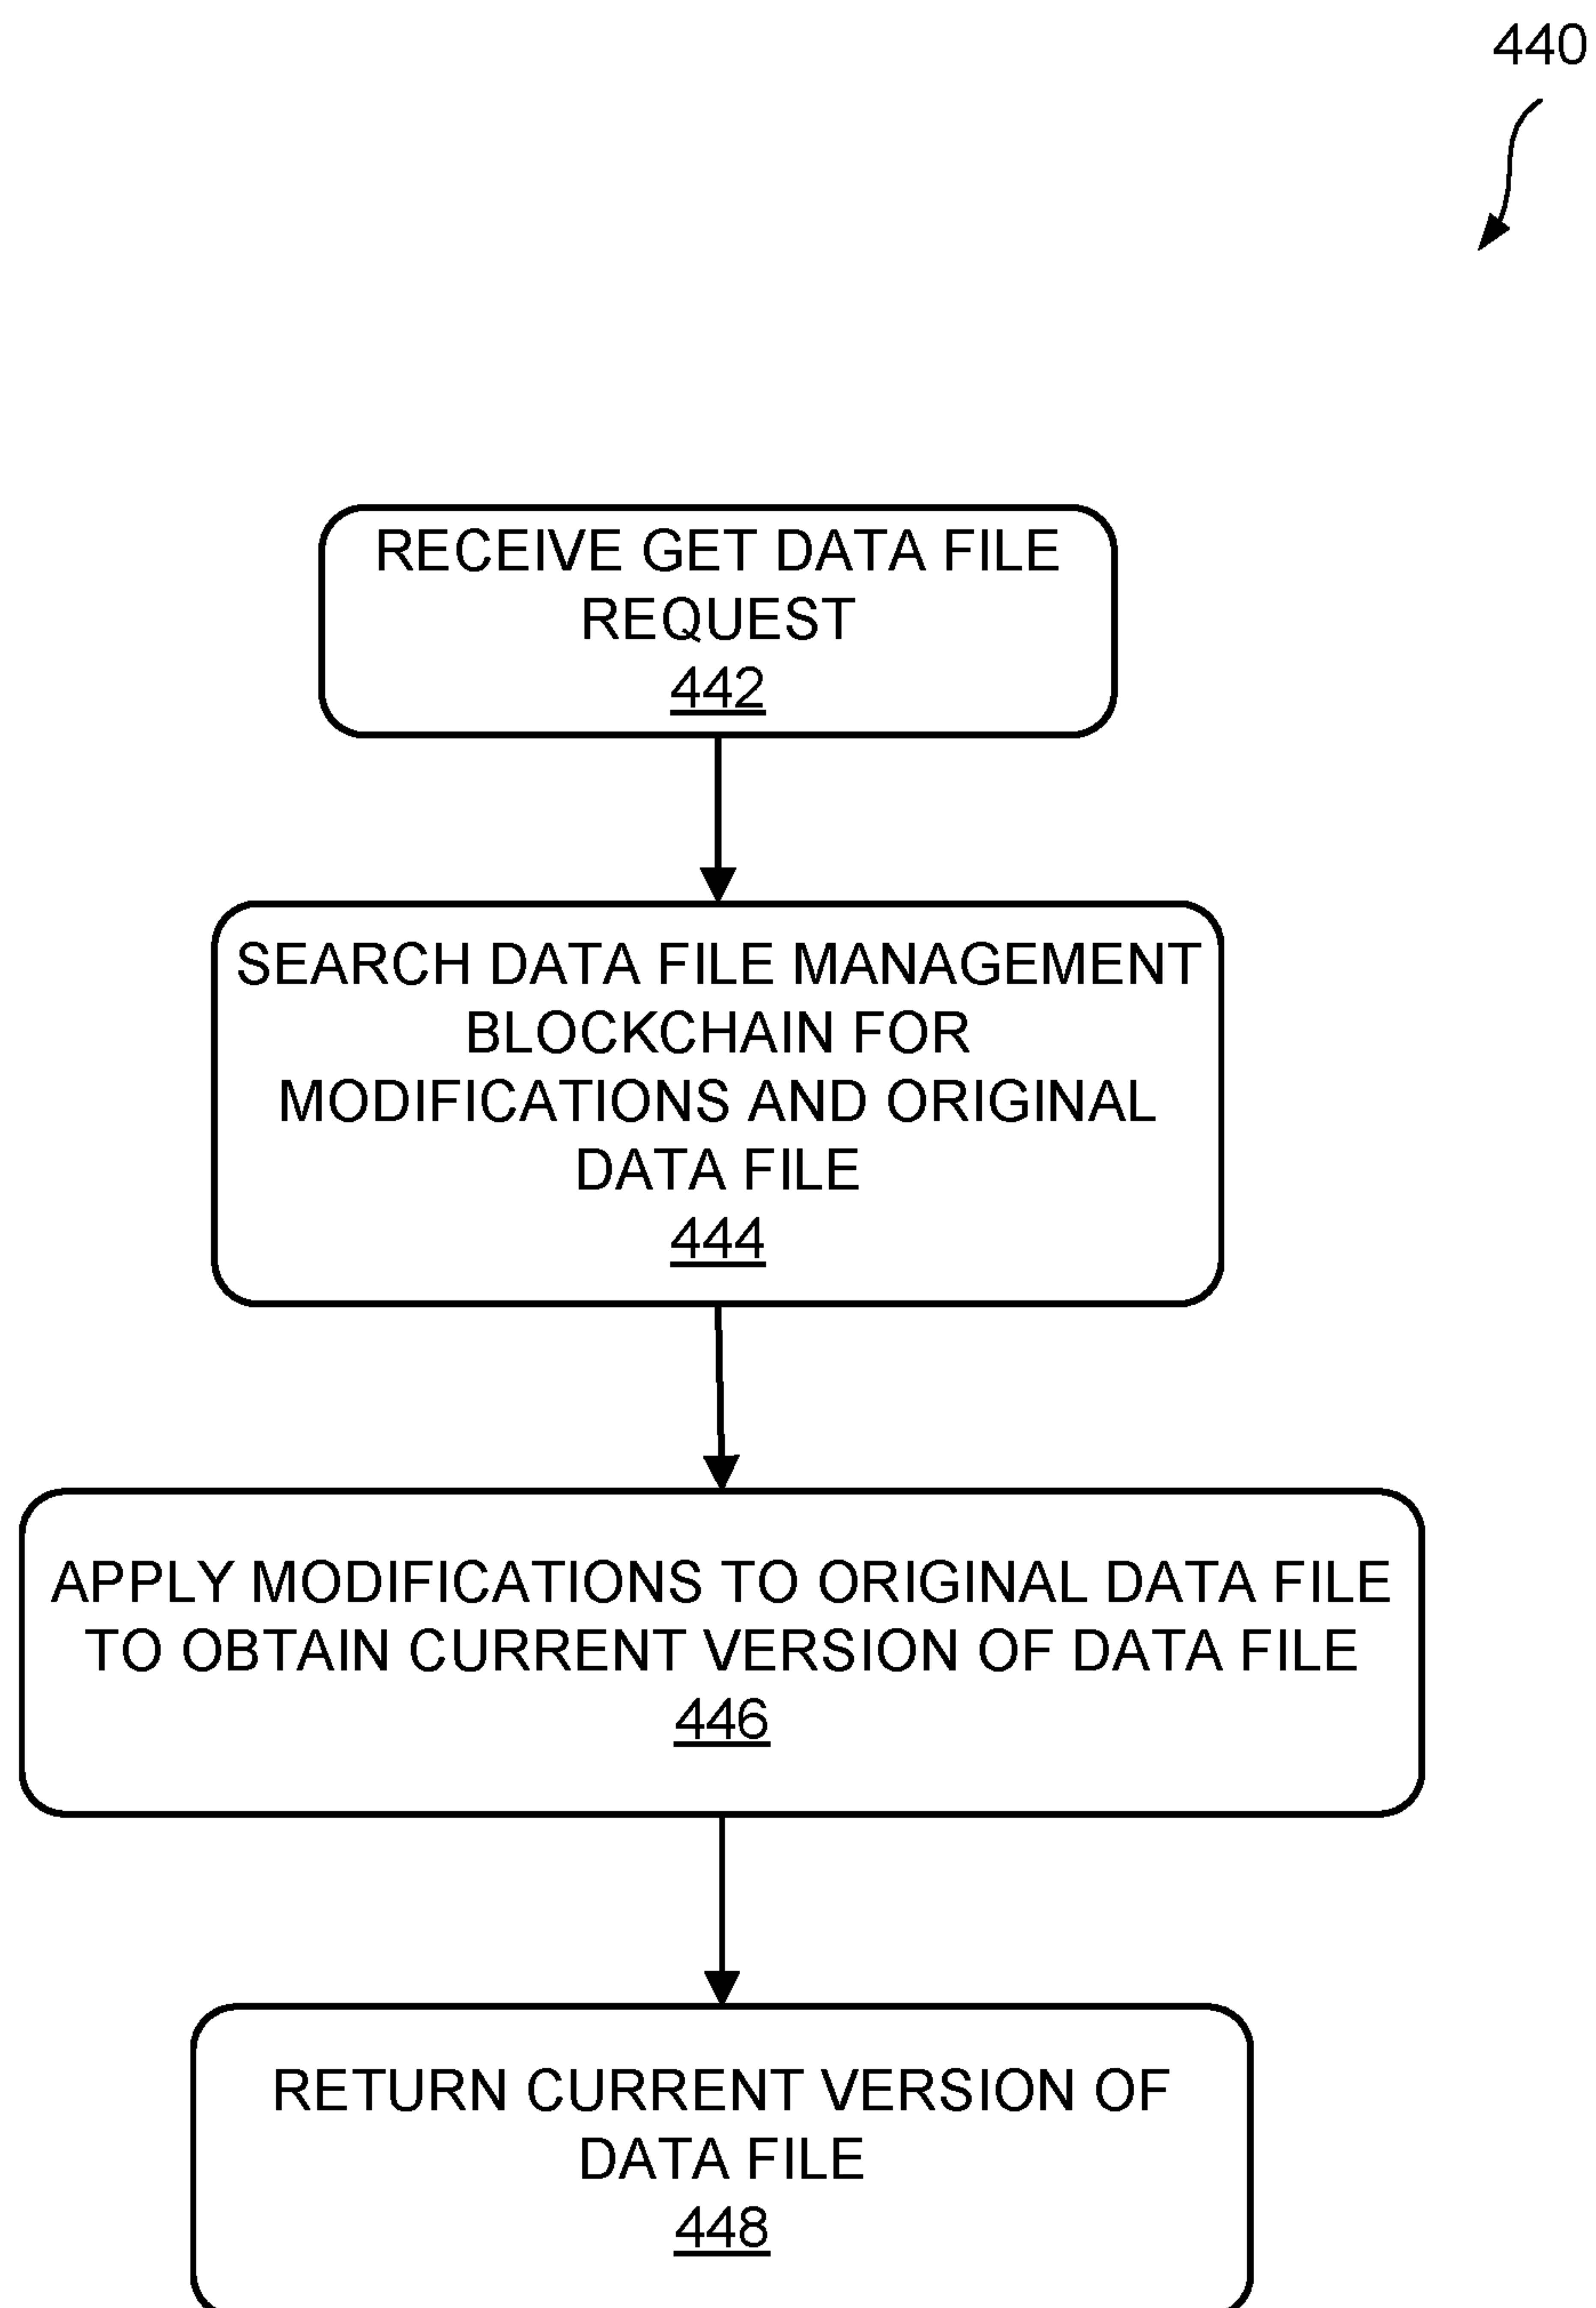 440
RECEIVE GET DATA FILE
REQUEST
442
SEARCH DATA FILE MANAGEMENT
BLOCKCHAIN FOR
MODIFICATIONS AND ORIGINAL
DATA FILE
444
APPLY MODIFICATIONS TO ORIGINAL DATA FILE
TO OBTAIN CURRENT VERSION OF DATA FILE
446
RETURN CURRENT VERSION OF
DATA FILE
448